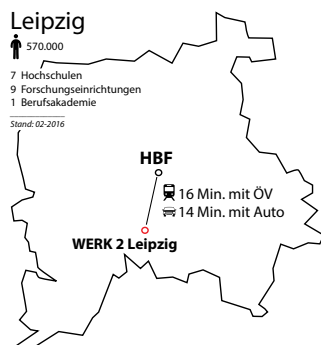 Leipzig
570.000
7 Hochschulen
9 Forschungseinrichtungen
1 Berufsakademie
Stand: 02-2016
HBF
16 Min. mit ÖV
14 Min. mit Auto
WERK 2 Leipzig